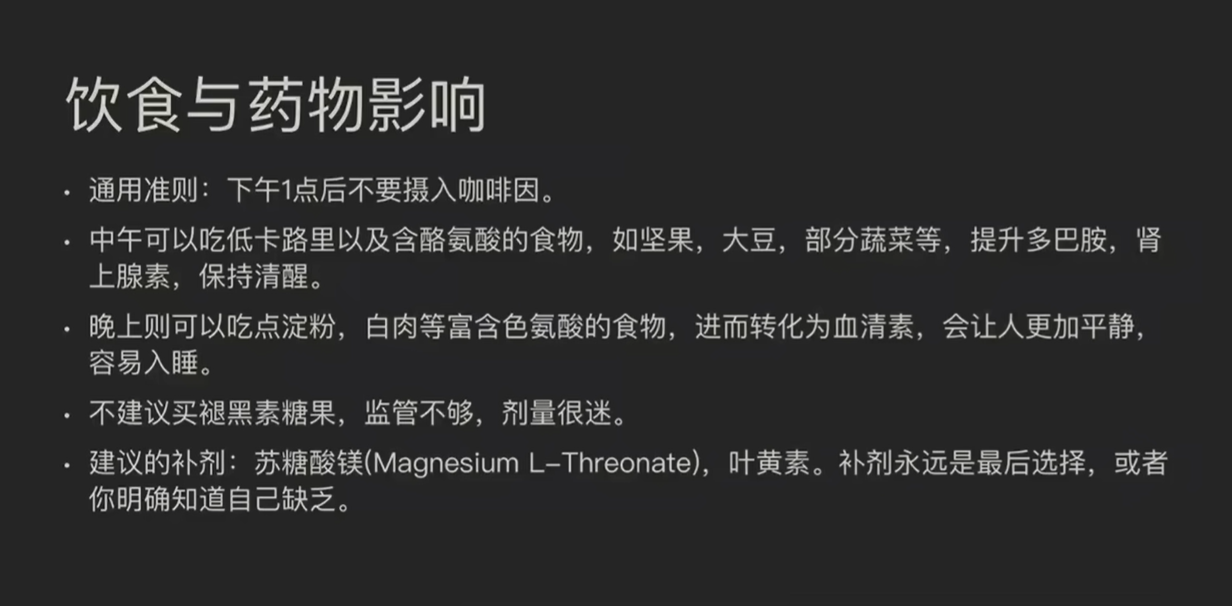 饮食与药物影响
• 通用准则：下午1点后不要摄入咖啡因。
• 中午可以吃低卡路里以及含酪氨酸的食物，如坚果，大豆，部分蔬菜等，提升多巴胺，肾
上腺素，保持清醒。
• 晚上则可以吃点淀粉，白肉等富含色氨酸的食物，进而转化为血清素，会让人更加平静，
容易入睡。
• 不建议买褪黑素糖果，监管不够，剂量很迷。
• 建议的补剂：苏糖酸镁(Magnesium L-Threonate)，叶黄素。补剂永远是最后选择，或者
你明确知道自己缺乏。